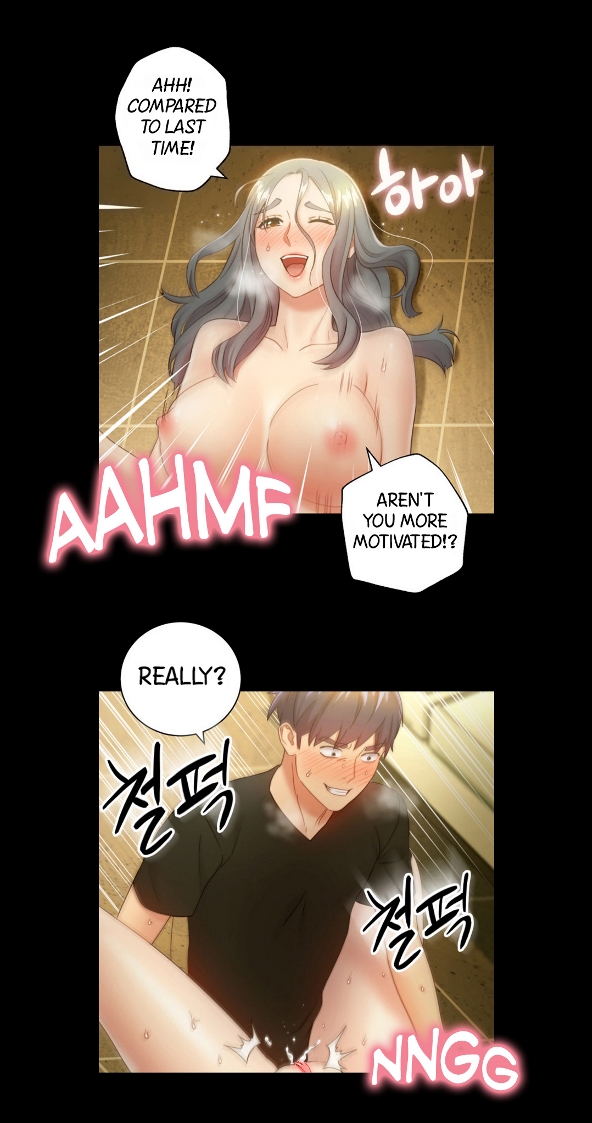 AHH!
COMPARED
TO LAST
TIME!
하아
AAHMF
AREN'T
YOU MORE
MOTIVATED!?
REALLY?
철퍽
철퍽
NNGG